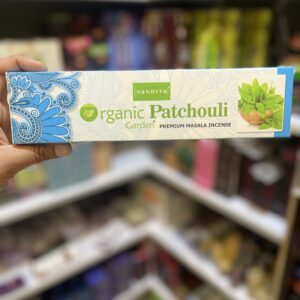 NANDITA
Organic Patchouli
Garden PREMIUM MASALA INCENSE